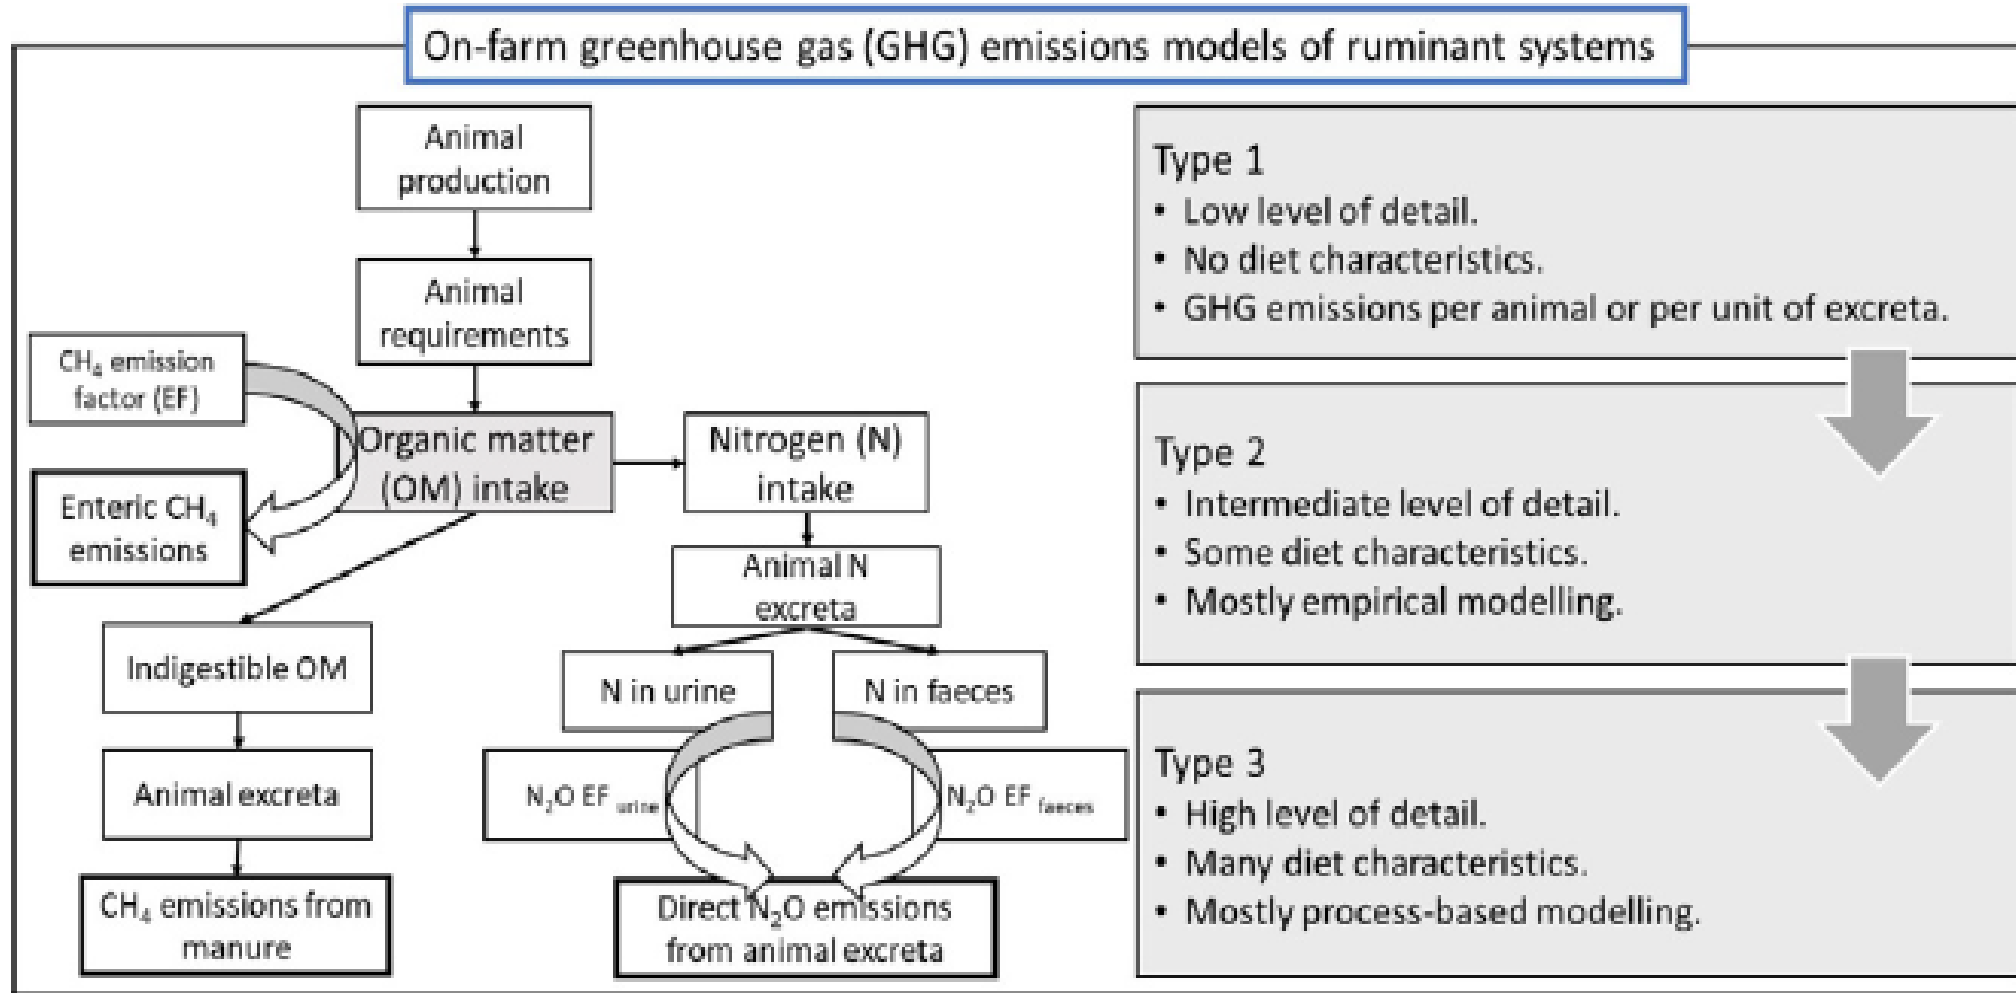 On-farm greenhouse gas (GHG) emissions models of ruminant systems
Animal
production
Animal
requirements
CH₄ emission
factor (EF)
Organic matter
(OM) intake
Nitrogen (N)
intake
Enteric CH₄
emissions
Animal N
excreta
Indigestible OM
N in urine
N in faeces
Animal excreta
N₂O EF urine
N₂O EF faeces
CH₄ emissions from
manure
Direct N₂O emissions
from animal excreta
Type 1
• Low level of detail.
• No diet characteristics.
• GHG emissions per animal or per unit of excreta.
Type 2
• Intermediate level of detail.
• Some diet characteristics.
• Mostly empirical modelling.
Type 3
• High level of detail.
• Many diet characteristics.
• Mostly process-based modelling.